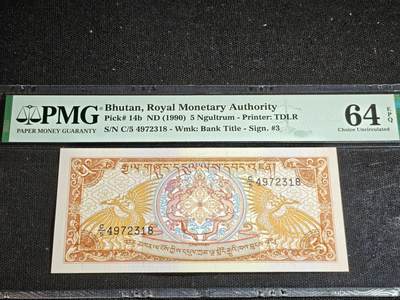 PMG
PAPER MONEY GUARANTY
Bhutan, Royal Monetary Authority
Pick# 14b ND (1990) 5 Ngultrum - Printer: TDLR
S/N C/5 4972318 - Wmk: Bank Title - Sign. #3
64 EPQ
Choice Uncirculated
C/5 4972318
C/5 4972318